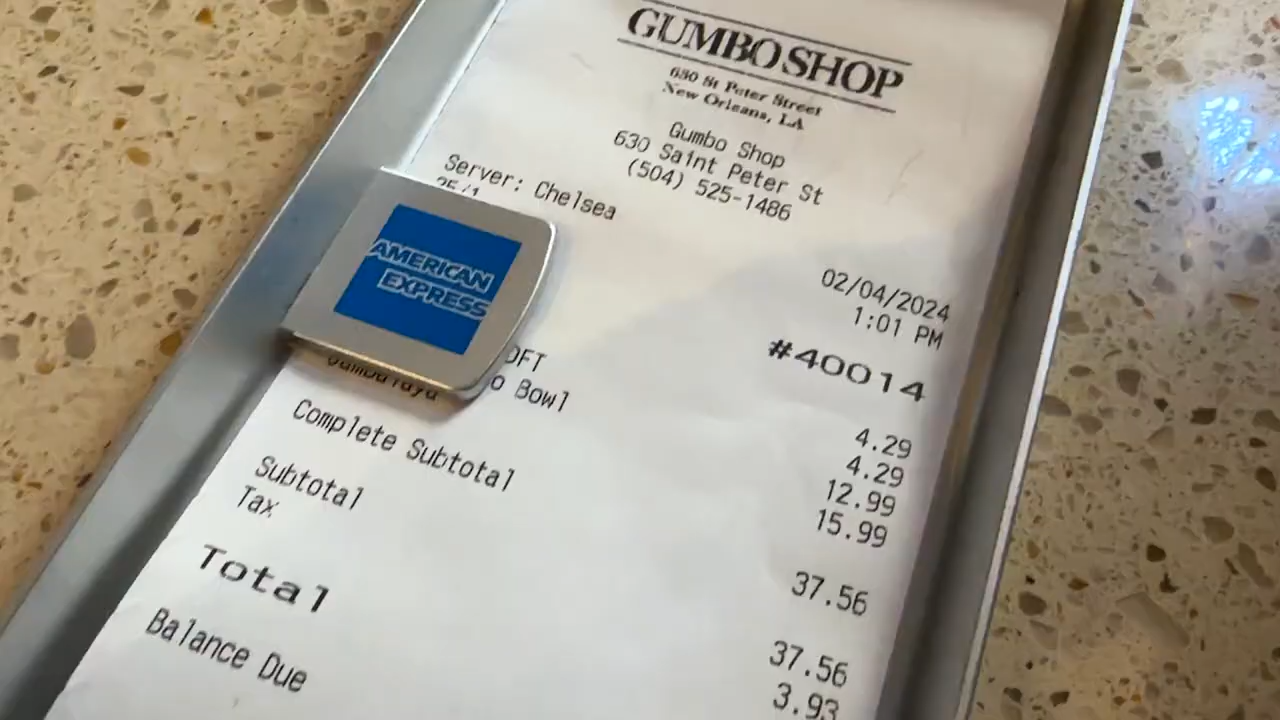 GUMBO SHOP
630 St Peter Street
New Orleans, LA
Gumbo Shop
630 Saint Peter St
(504) 525-1486
Server: Chelsea
02/04/2024
1:01 PM
#40014
AMERICAN
EXPRESS
4.29
4.29
Bowl 12.99
15.99
Complete Subtotal 37.56
Subtotal 37.56
Tax 3.93
Total
Balance Due